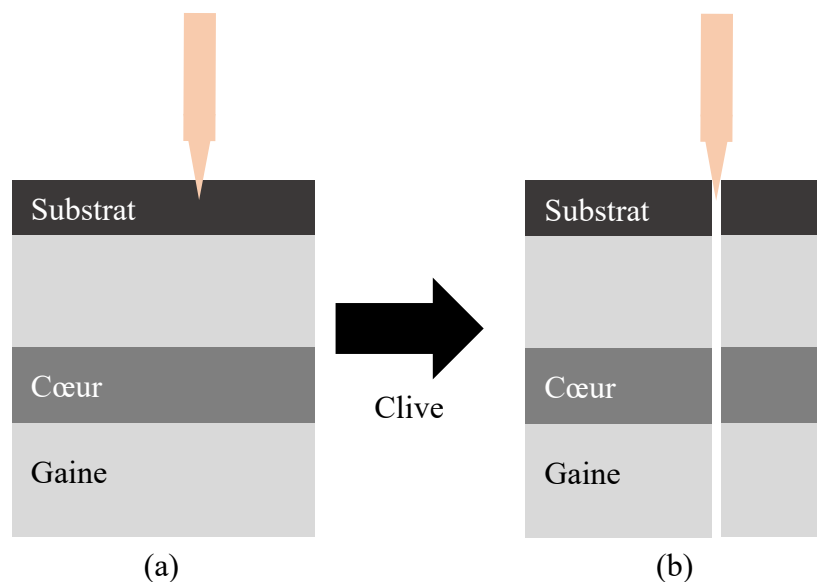 Substrat
Cœur
Gaine
(a)
Clive
Substrat
Cœur
Gaine
(b)